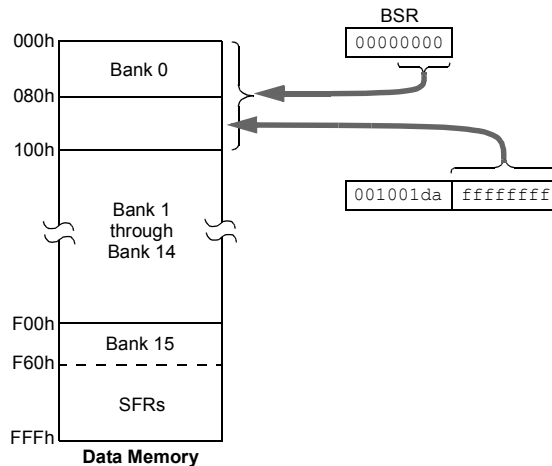 BSR
000h
00000000
Bank 0
080h
100h
001001da ffffffff
Bank 1
through
Bank 14
F00h
Bank 15
F60h
SFRs
FFFh
Data Memory